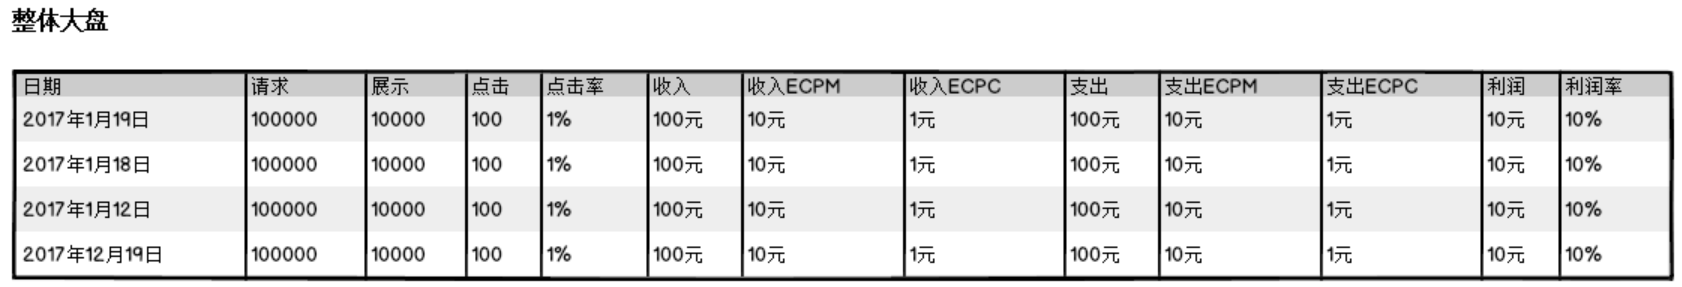 整体大盘
日期 请求 展示 点击 点击率 收入 收入ECPM 收入ECPC 支出 支出ECPM 支出ECPC 利润 利润率
2017年1月19日 100000 10000 100 1% 100元 10元 1元 100元 10元 1元 10元 10%
2017年1月18日 100000 10000 100 1% 100元 10元 1元 100元 10元 1元 10元 10%
2017年1月12日 100000 10000 100 1% 100元 10元 1元 100元 10元 1元 10元 10%
2017年12月19日 100000 10000 100 1% 100元 10元 1元 100元 10元 1元 10元 10%